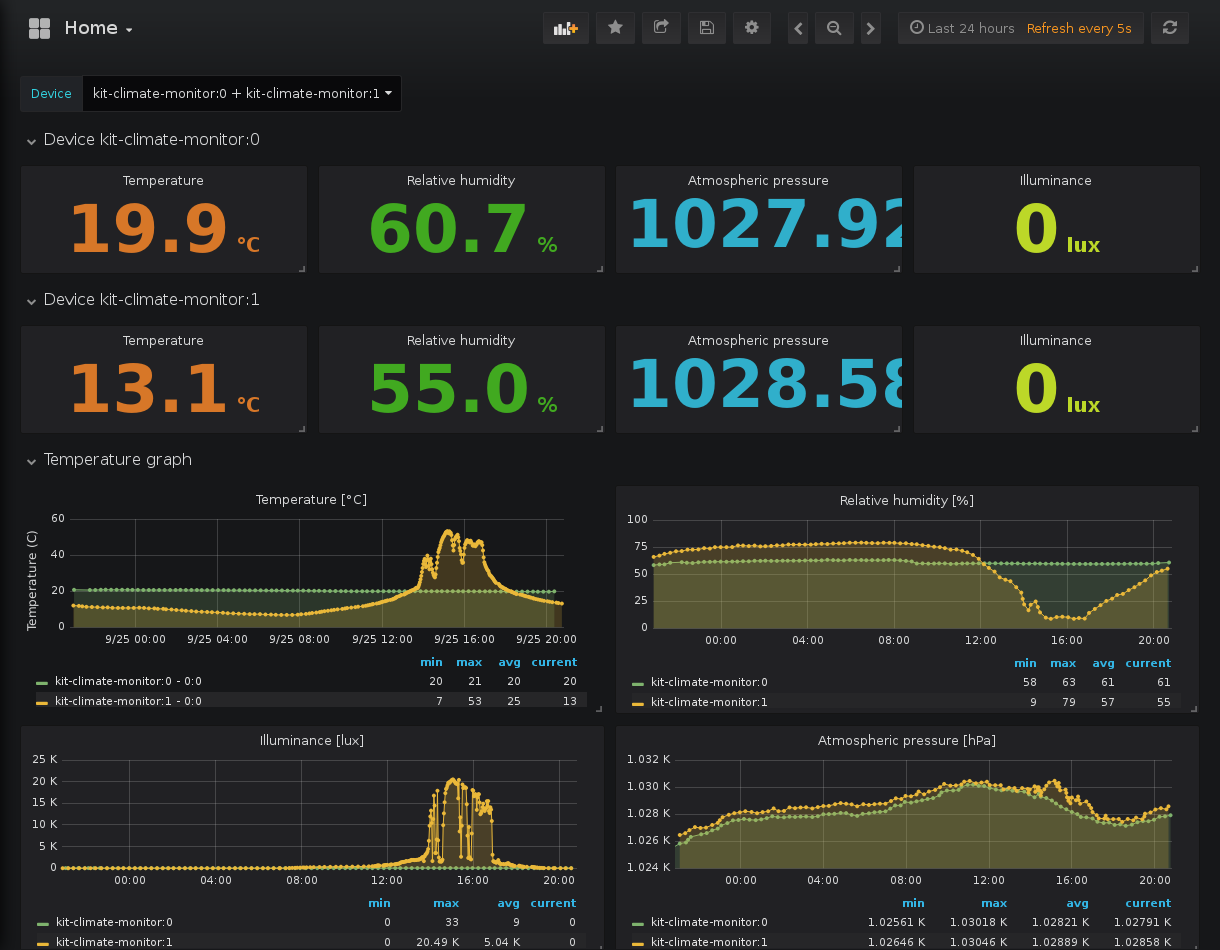 Home
Last 24 hours Refresh every 5s
Device kit-climate-monitor:0 + kit-climate-monitor:1
Device kit-climate-monitor:0
Temperature Relative humidity Atmospheric pressure Illuminance
19.9 °C 60.7 % 1027.92 0 lux
Device kit-climate-monitor:1
Temperature Relative humidity Atmospheric pressure Illuminance
13.1 °C 55.0 % 1028.58 0 lux
Temperature graph
Temperature [°C]
Temperature (C)
60
40
20
0
9/25 00:00 9/25 04:00 9/25 08:00 9/25 12:00 9/25 16:00 9/25 20:00
min max avg current
kit-climate-monitor:0 - 0:0 20 21 20 20
kit-climate-monitor:1 - 0:0 7 53 25 13
Relative humidity [%]
100
75
50
25
0
00:00 04:00 08:00 12:00 16:00 20:00
min max avg current
kit-climate-monitor:0 58 63 61 61
kit-climate-monitor:1 9 79 57 55
Illuminance [lux]
25 K
20 K
15 K
10 K
5 K
0
00:00 04:00 08:00 12:00 16:00 20:00
min max avg current
kit-climate-monitor:0 0 33 9 0
kit-climate-monitor:1 0 20.49 K 5.04 K 0
Atmospheric pressure [hPa]
1.032 K
1.030 K
1.028 K
1.026 K
1.024 K
00:00 04:00 08:00 12:00 16:00 20:00
min max avg current
kit-climate-monitor:0 1.02561 K 1.03018 K 1.02821 K 1.02791 K
kit-climate-monitor:1 1.02646 K 1.03046 K 1.02889 K 1.02858 K